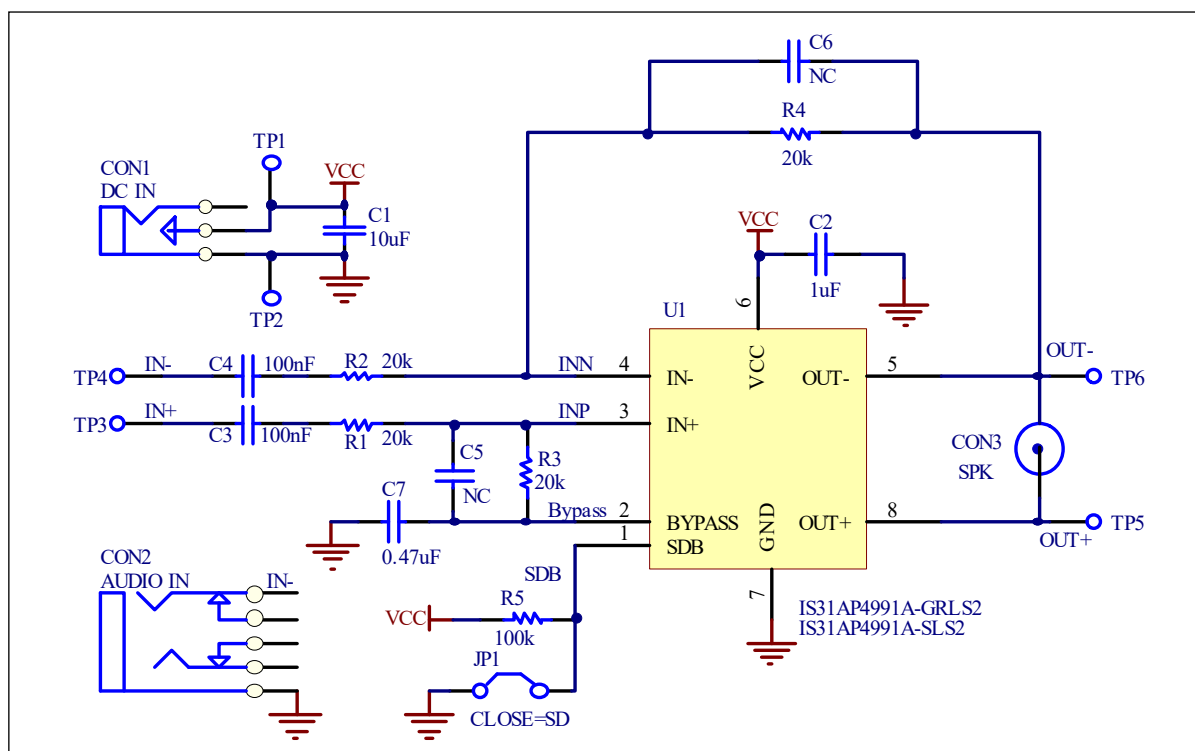 C6
NC
R4
20k
TP1
CON1
DC IN
VCC
C1
10uF
TP2
VCC
C2
1uF
6
U1
VCC
TP4
IN-
C4
100nF
R2
20k
INN
4
IN-
OUT-
5
OUT-
TP6
TP3
IN+
C3
100nF
R1
20k
INP
3
IN+
C5
NC
R3
20k
CON3
SPK
C7
0.47uF
Bypass
2
BYPASS
1
SDB
GND
OUT+
8
TP5
OUT+
CON2
AUDIO IN
IN-
SDB
VCC
R5
100k
7
IS31AP4991A-GRLS2
IS31AP4991A-SLS2
JP1
CLOSE=SD